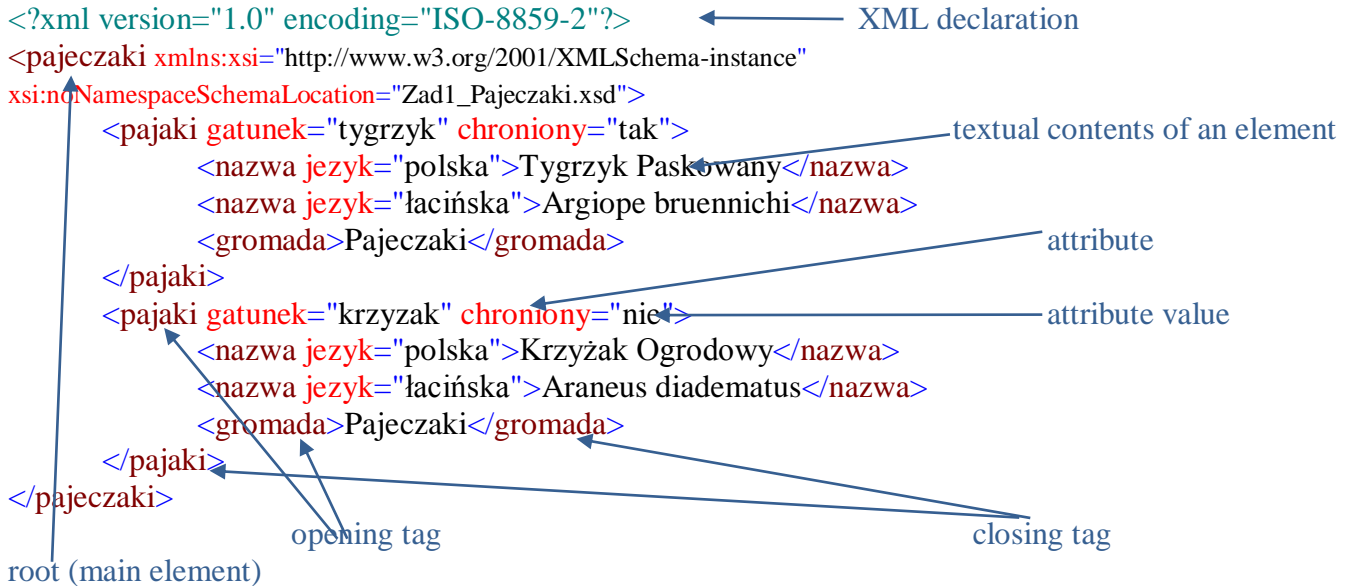 <?xml version="1.0" encoding="ISO-8859-2"?> XML declaration
<pajeczaki xmlns:xsi="http://www.w3.org/2001/XMLSchema-instance"
xsi:noNamespaceSchemaLocation="Zad1_Pajeczaki.xsd">
<pajaki gatunek="tygrzyk" chroniony="tak"> textual contents of an element
<nazwa jezyk="polska">Tygrzyk Paskowany</nazwa>
<nazwa jezyk="łacińska">Argiope bruennichi</nazwa>
<gromada>Pajeczaki</gromada> attribute
</pajaki>
<pajaki gatunek="krzyzak" chroniony="nie"> attribute value
<nazwa jezyk="polska">Krzyżak Ogrodowy</nazwa>
<nazwa jezyk="łacińska">Araneus diadematus</nazwa>
<gromada>Pajeczaki</gromada>
</pajaki>
</pajeczaki>
opening tag closing tag
root (main element)